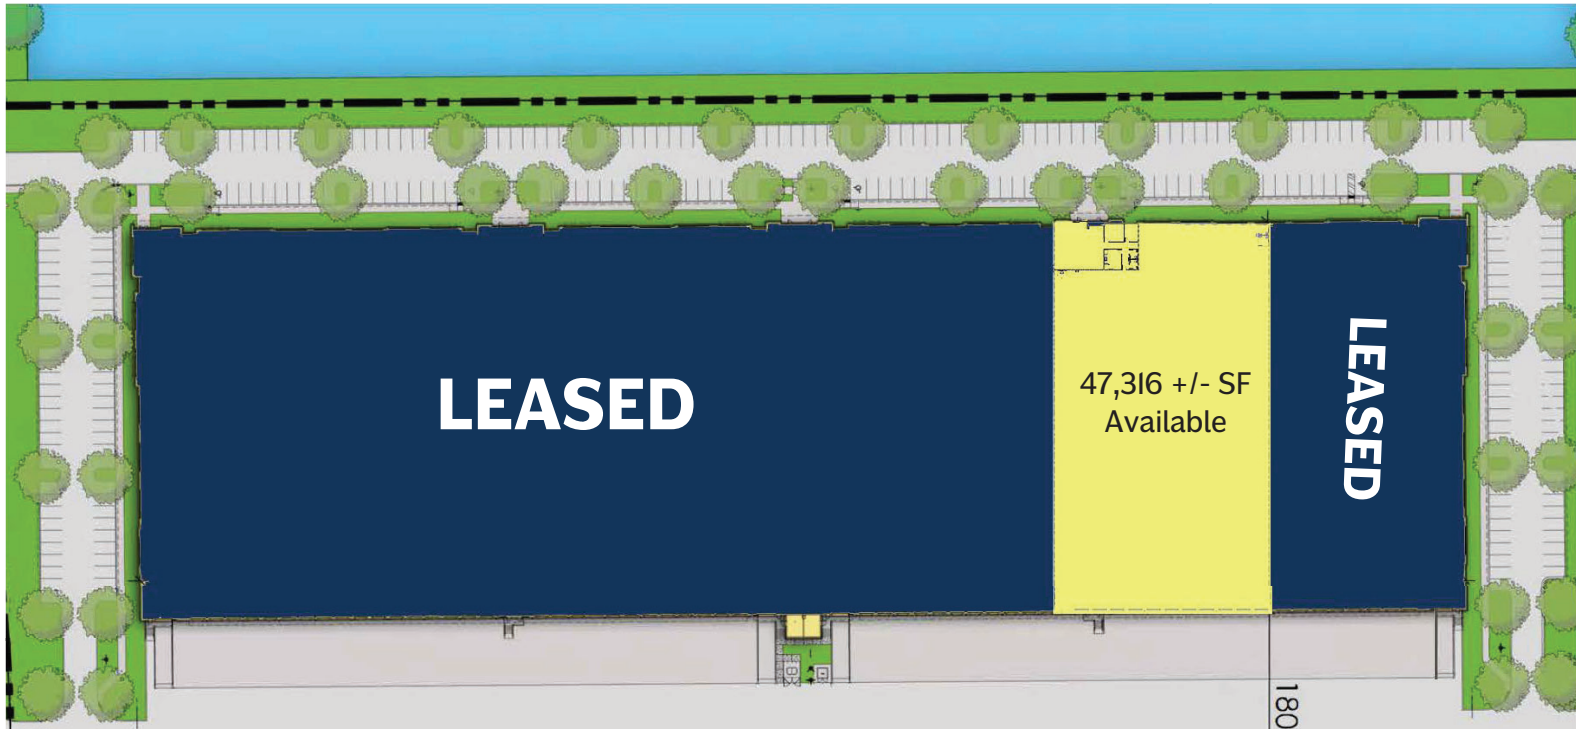 LEASED
47,316 +/- SF
Available
LEASED
180